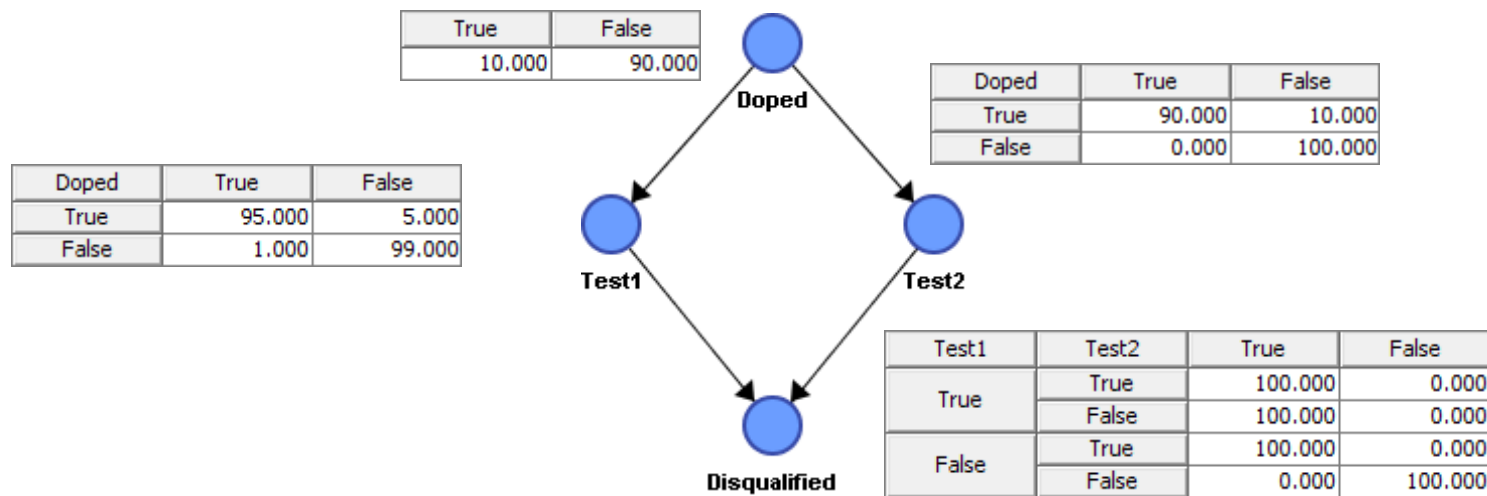 True False
10.000 90.000
Doped
Doped True False
True 90.000 10.000
False 0.000 100.000
Doped True False
True 95.000 5.000
False 1.000 99.000
Test1
Test2
Test1 Test2 True False
True True 100.000 0.000
False 100.000 0.000
False True 100.000 0.000
False 0.000 100.000
Disqualified